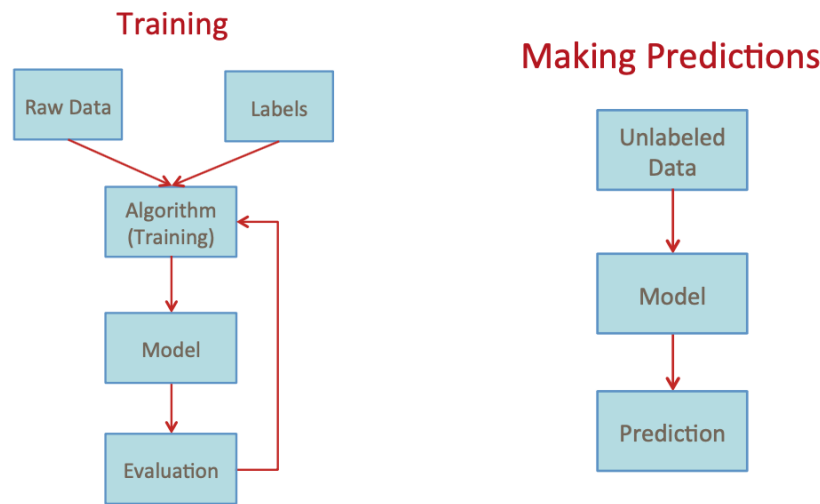 Training
Raw Data
Labels
Algorithm
(Training)
Model
Evaluation
Making Predictions
Unlabeled
Data
Model
Prediction